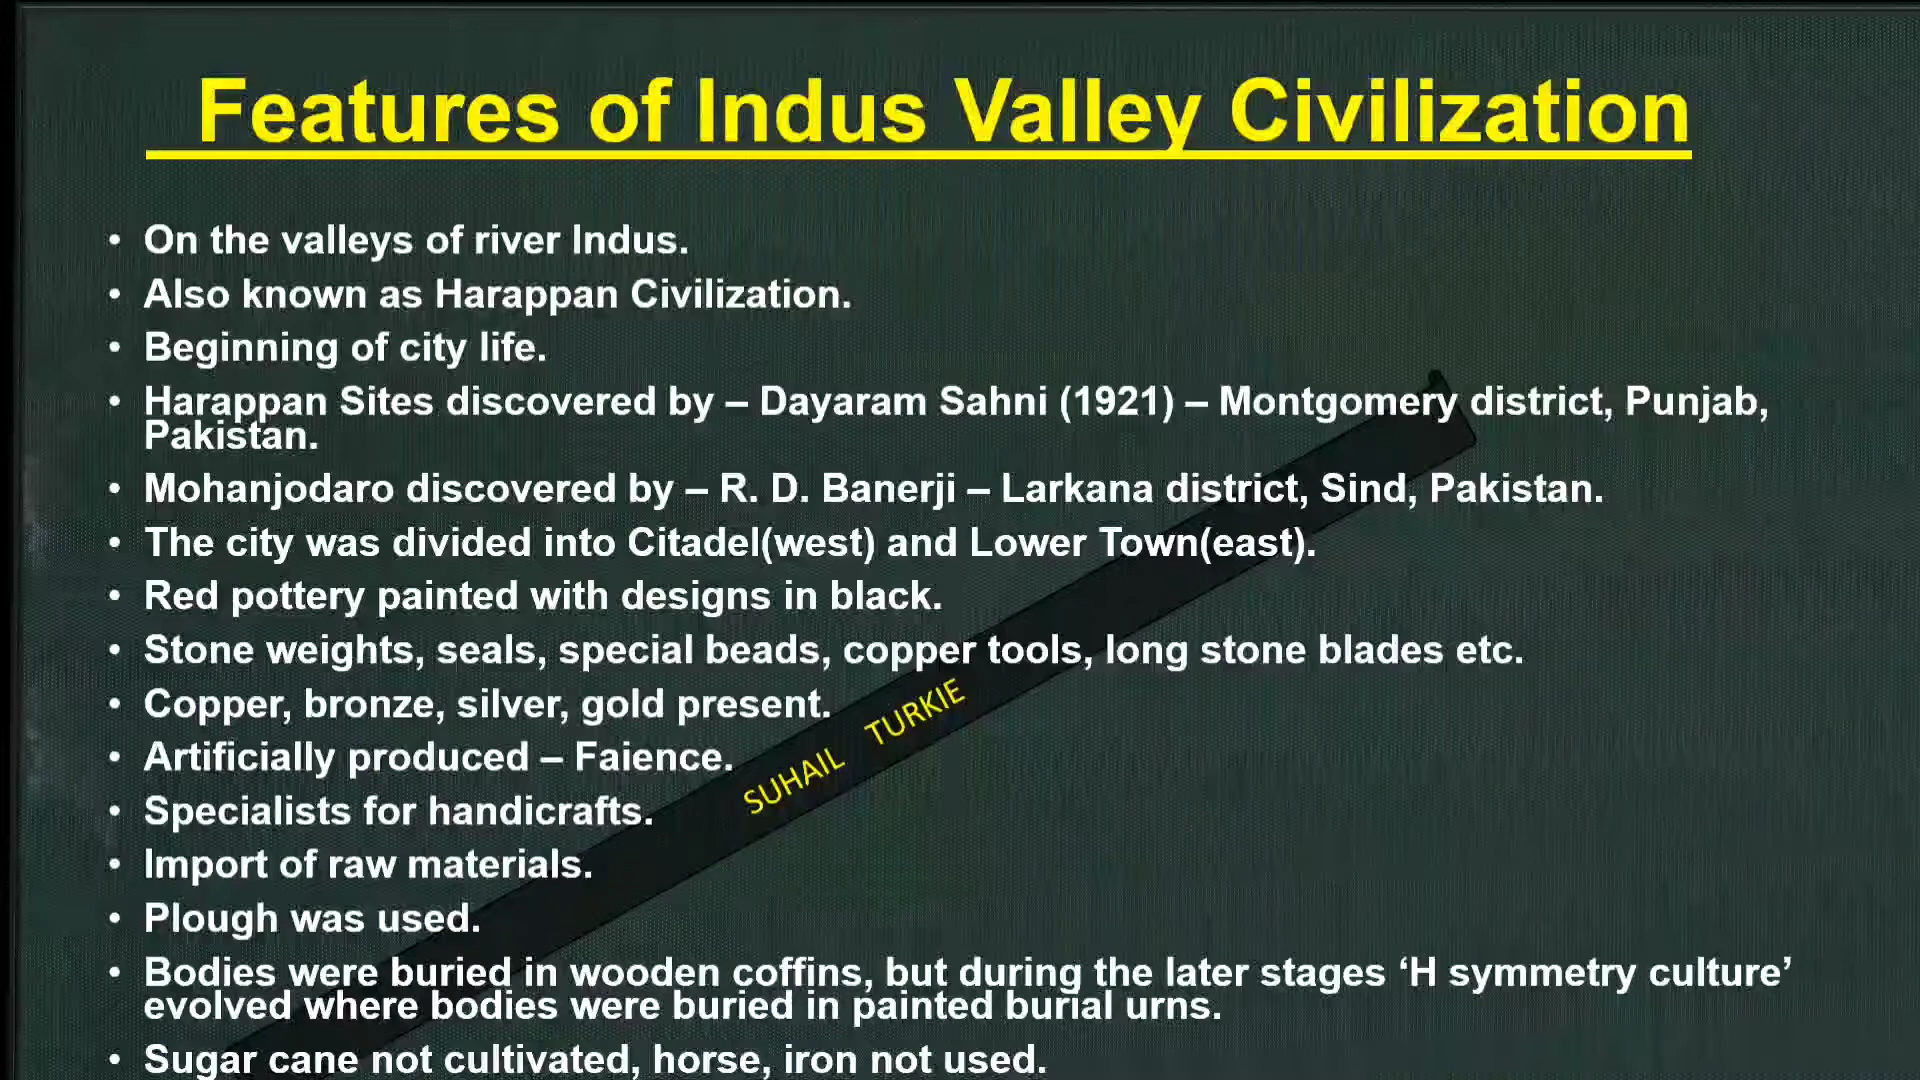 Features of Indus Valley Civilization
• On the valleys of river Indus.
• Also known as Harappan Civilization.
• Beginning of city life.
• Harappan Sites discovered by – Dayaram Sahni (1921) – Montgomery district, Punjab,
Pakistan.
• Mohanjodaro discovered by – R. D. Banerji – Larkana district, Sind, Pakistan.
• The city was divided into Citadel(west) and Lower Town(east).
• Red pottery painted with designs in black.
• Stone weights, seals, special beads, copper tools, long stone blades etc.
• Copper, bronze, silver, gold present.
• Artificially produced – Faience.
• Specialists for handicrafts.
• Import of raw materials.
• Plough was used.
• Bodies were buried in wooden coffins, but during the later stages ‘H symmetry culture’
evolved where bodies were buried in painted burial urns.
• Sugar cane not cultivated, horse, iron not used.
SUHAIL TURKIE